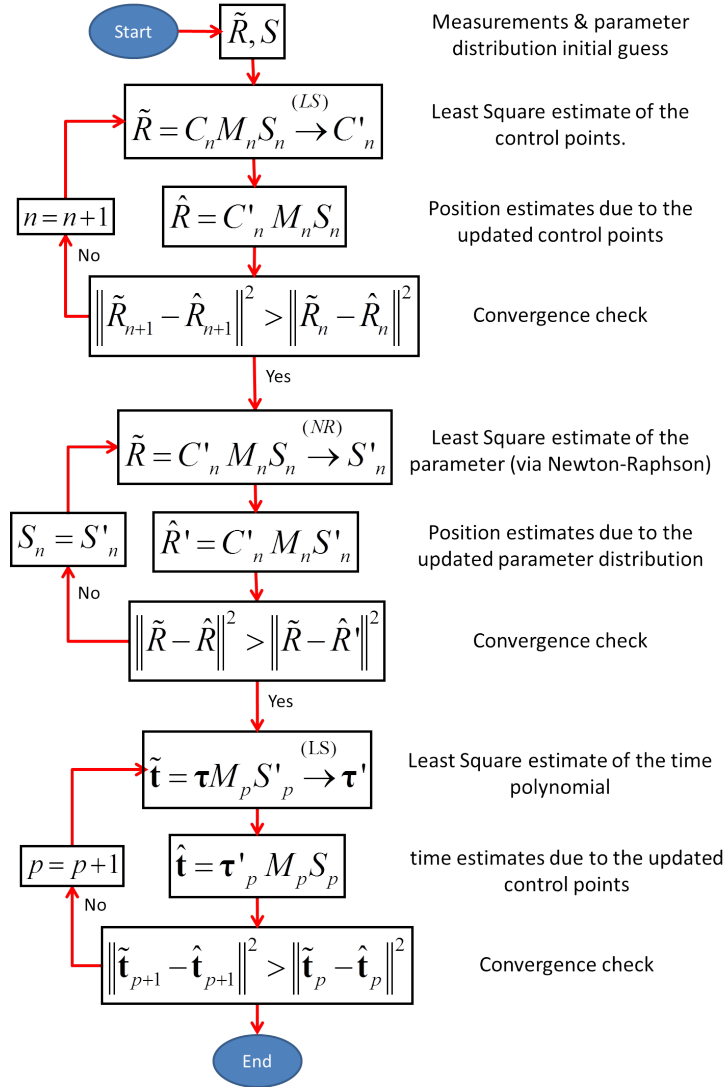 Start
R̃, S
Measurements & parameter
distribution initial guess
R̃ = CₙMₙSₙ →(LS) C'ₙ
Least Square estimate of the
control points.
n = n+1
R̂ = C'ₙ MₙSₙ
Position estimates due to the
updated control points
No
‖R̃ₙ₊₁ − R̂ₙ₊₁‖² > ‖R̃ₙ − R̂ₙ‖²
Convergence check
Yes
R̃ = C'ₙ MₙSₙ →(NR) S'ₙ
Least Square estimate of the
parameter (via Newton-Raphson)
Sₙ = S'ₙ
R̂' = C'ₙ MₙS'ₙ
Position estimates due to the
updated parameter distribution
No
‖R̃ − R̂‖² > ‖R̃ − R̂'‖²
Convergence check
Yes
t̃ = τMₚS'ₚ →(LS) τ'
Least Square estimate of the time
polynomial
p = p+1
t̂ = τ'ₚ MₚSₚ
time estimates due to the updated
control points
No
‖t̃ₚ₊₁ − t̂ₚ₊₁‖² > ‖t̃ₚ − t̂ₚ‖²
Convergence check
End